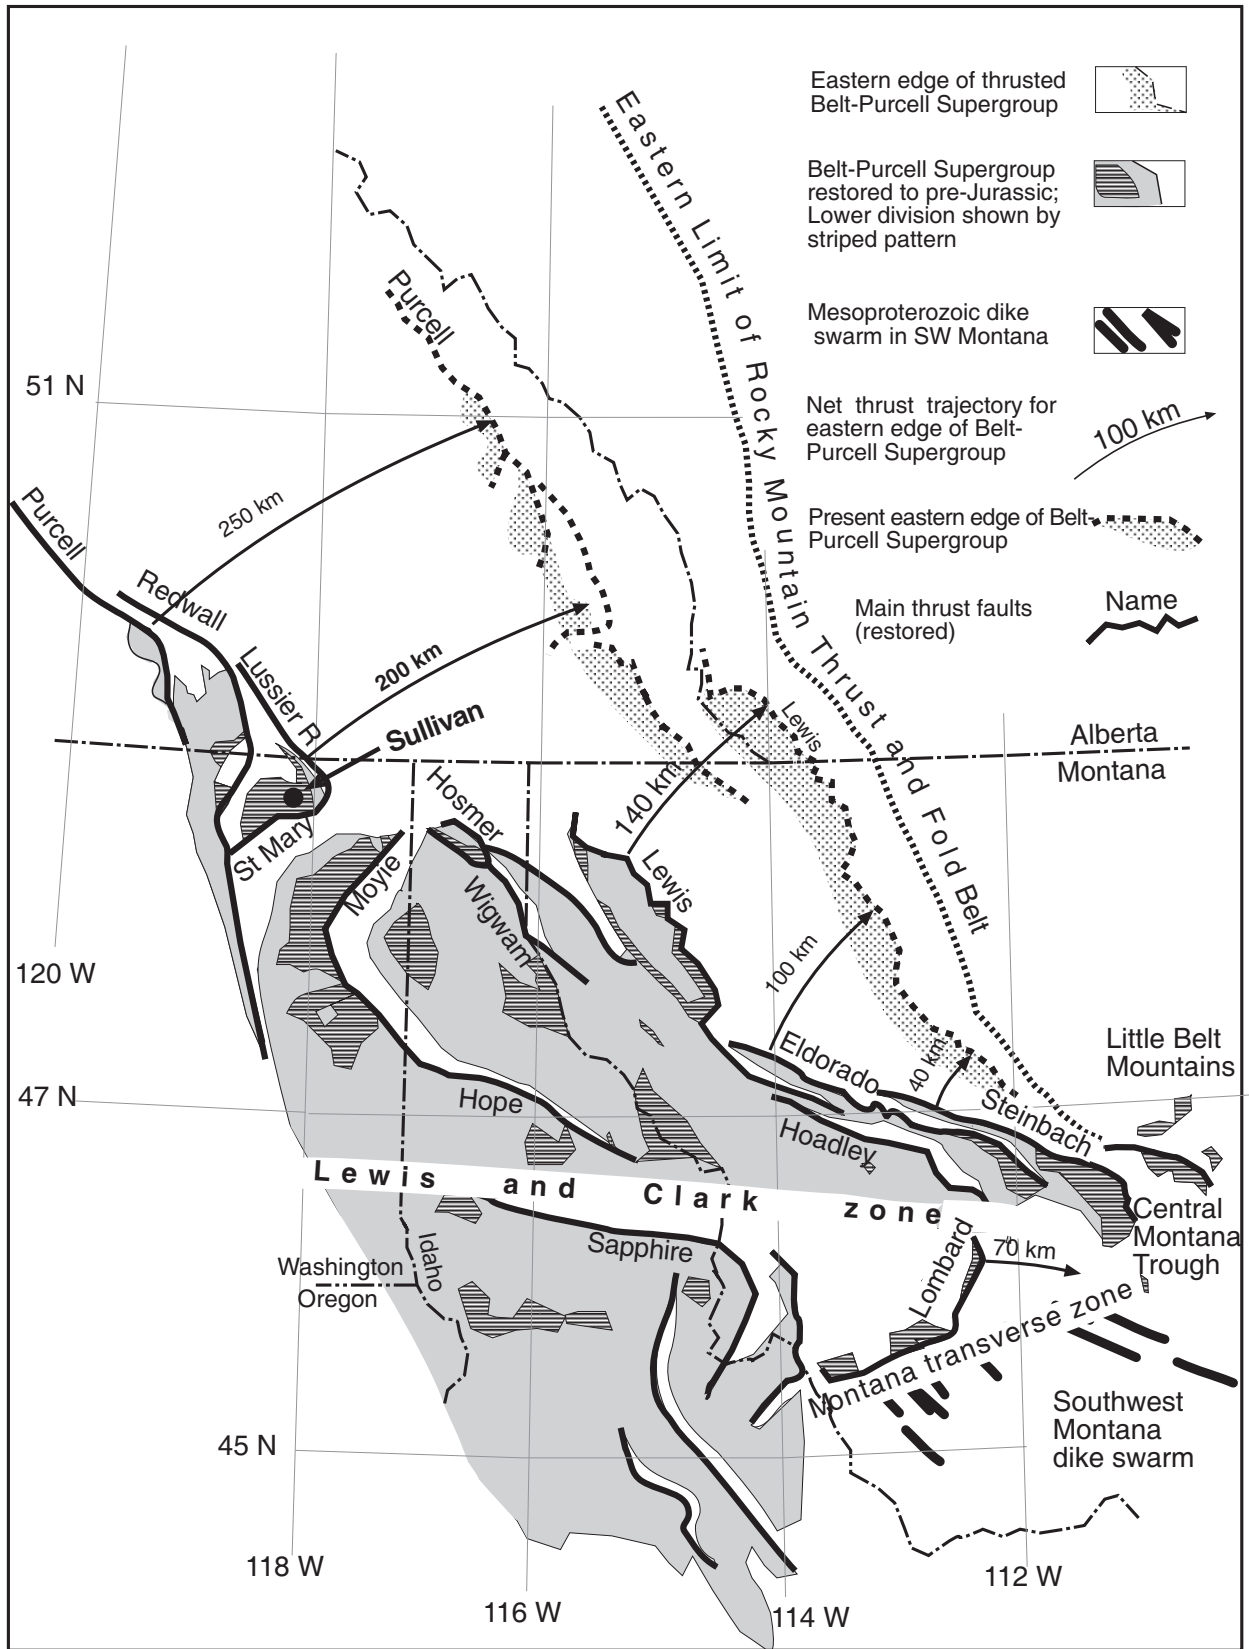 Eastern edge of thrusted
Belt-Purcell Supergroup
Belt-Purcell Supergroup
restored to pre-Jurassic;
Lower division shown by
striped pattern
Mesoproterozoic dike
swarm in SW Montana
Net thrust trajectory for
eastern edge of Belt-
Purcell Supergroup
100 km
Present eastern edge of Belt-
Purcell Supergroup
Main thrust faults
(restored)
Name
Eastern Limit of Rocky Mountain Thrust and Fold Belt
Purcell
51 N
250 km
Purcell
Redwall
Lussier R
200 km
Sullivan
Lewis
Alberta
Montana
140 km
Hosmer
St Mary
Moyie
Wigwam
Lewis
100 km
120 W
Eldorado
40 km
Little Belt
Mountains
47 N
Hope
Steinbach
Hoadley
Lewis and Clark zone
Central
Montana
Trough
Sapphire
Lombard
70 km
Idaho
Washington
Oregon
Montana transverse zone
Southwest
Montana
dike swarm
45 N
118 W
116 W
114 W
112 W